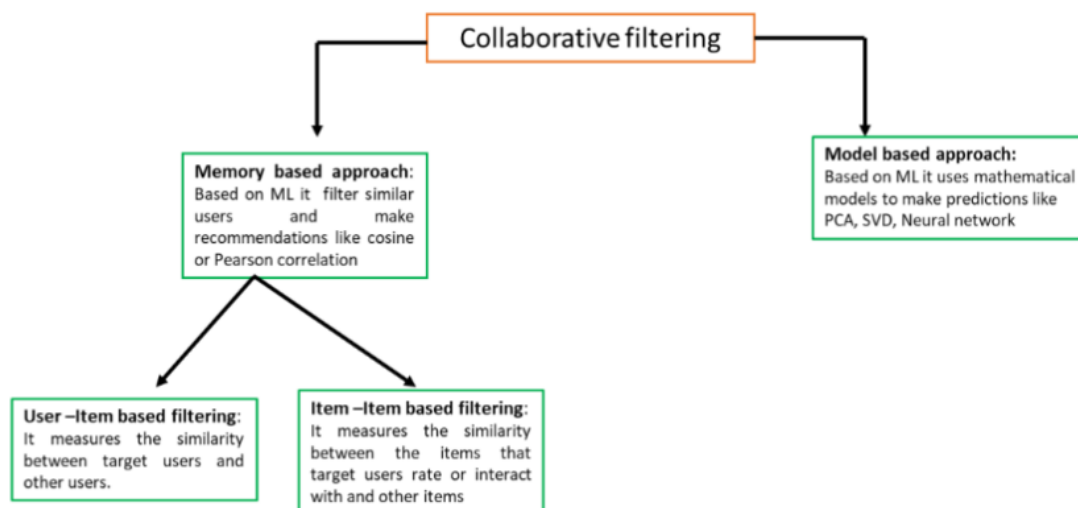 Collaborative filtering
Memory based approach:
Based on ML it filter similar
users and make
recommendations like cosine
or Pearson correlation
Model based approach:
Based on ML it uses mathematical
models to make predictions like
PCA, SVD, Neural network
User –Item based filtering:
It measures the similarity
between target users and
other users.
Item –Item based filtering:
It measures the similarity
between the items that
target users rate or interact
with and other items